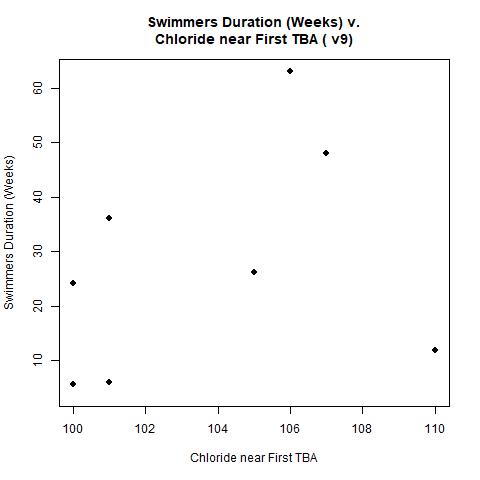 Swimmers Duration (Weeks) v.
Chloride near First TBA ( v9)
Swimmers Duration (Weeks)
60
50
40
30
20
10
100 102 104 106 108 110
Chloride near First TBA